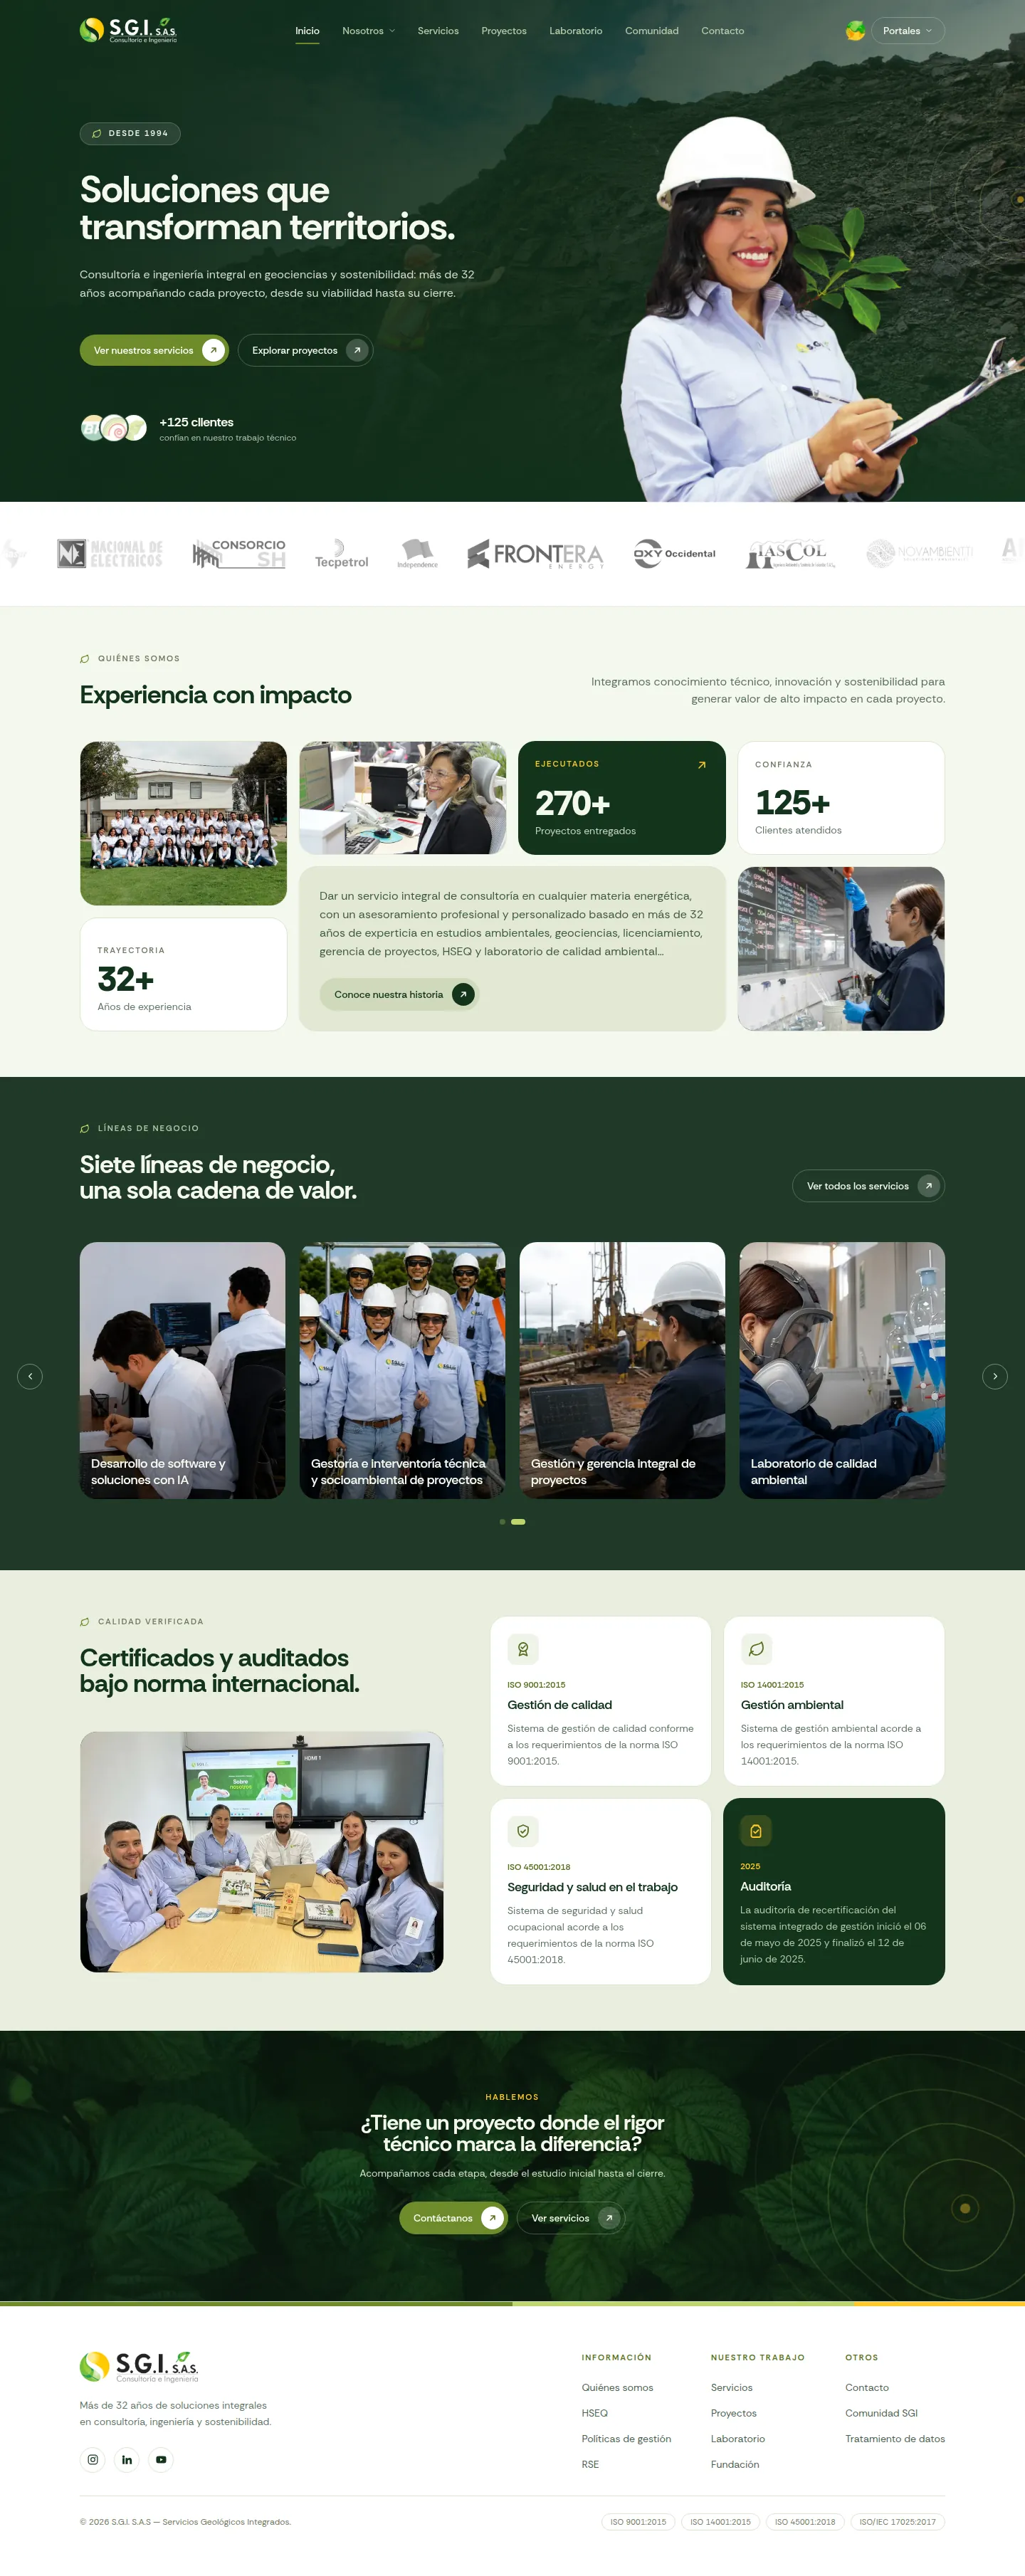 S.G.I. S.A.S.
Consultoría e Ingeniería
Inicio
Nosotros
Servicios
Proyectos
Laboratorio
Comunidad
Contacto
Portales
DESDE 1994
Soluciones que
transforman territorios.
Consultoría e ingeniería integral en geociencias y sostenibilidad: más de 32
años acompañando cada proyecto, desde su viabilidad hasta su cierre.
Ver nuestros servicios
Explorar proyectos
+125 clientes
confían en nuestro trabajo técnico
NACIONAL DE
ELÉCTRICOS
CONSORCIO
SH
Tecpetrol
Independence
FRONTERA
ENERGY
OXY Occidental
IASCOL
NOVAMBIENTTI
QUIÉNES SOMOS
Experiencia con impacto
Integramos conocimiento técnico, innovación y sostenibilidad para
generar valor de alto impacto en cada proyecto.
EJECUTADOS
270+
Proyectos entregados
CONFIANZA
125+
Clientes atendidos
Dar un servicio integral de consultoría en cualquier materia energética,
con un asesoramiento profesional y personalizado basado en más de 32
años de experticia en estudios ambientales, geociencias, licenciamiento,
gerencia de proyectos, HSEQ y laboratorio de calidad ambiental...
Conoce nuestra historia
TRAYECTORIA
32+
Años de experiencia
LÍNEAS DE NEGOCIO
Siete líneas de negocio,
una sola cadena de valor.
Ver todos los servicios
Desarrollo de software y
soluciones con IA
Gestoría e interventoría técnica
y socioambiental de proyectos
Gestión y gerencia integral de
proyectos
Laboratorio de calidad
ambiental
CALIDAD VERIFICADA
Certificados y auditados
bajo norma internacional.
HDMI 1
Sobre
nosotros
ISO 9001:2015
Gestión de calidad
Sistema de gestión de calidad conforme
a los requerimientos de la norma ISO
9001:2015.
ISO 14001:2015
Gestión ambiental
Sistema de gestión ambiental acorde a
los requerimientos de la norma ISO
14001:2015.
ISO 45001:2018
Seguridad y salud en el trabajo
Sistema de seguridad y salud
ocupacional acorde a los
requerimientos de la norma ISO
45001:2018.
2025
Auditoría
La auditoría de recertificación del
sistema integrado de gestión inició el 06
de mayo de 2025 y finalizó el 12 de
junio de 2025.
HABLEMOS
¿Tiene un proyecto donde el rigor
técnico marca la diferencia?
Acompañamos cada etapa, desde el estudio inicial hasta el cierre.
Contáctanos
Ver servicios
S.G.I. S.A.S.
Consultoría e Ingeniería
Más de 32 años de soluciones integrales
en consultoría, ingeniería y sostenibilidad.
INFORMACIÓN
Quiénes somos
HSEQ
Políticas de gestión
RSE
NUESTRO TRABAJO
Servicios
Proyectos
Laboratorio
Fundación
OTROS
Contacto
Comunidad SGI
Tratamiento de datos
© 2026 S.G.I. S.A.S — Servicios Geológicos Integrados.
ISO 9001:2015
ISO 14001:2015
ISO 45001:2018
ISO/IEC 17025:2017